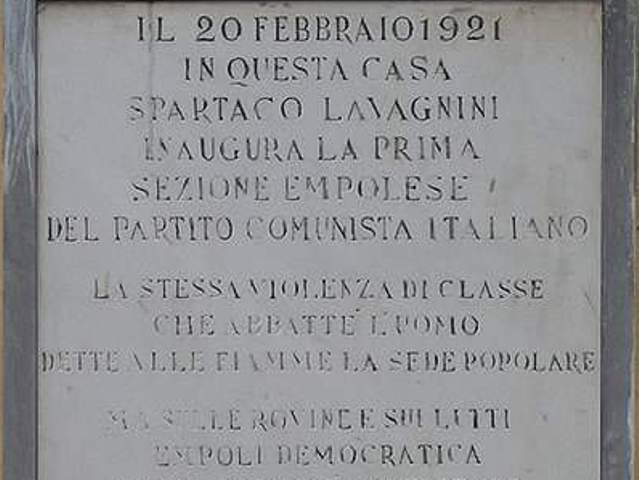 IL 20 FEBBRAIO 1921
IN QUESTA CASA
SPARTACO LAVAGNINI
INAUGURA LA PRIMA
SEZIONE EMPOLESE
DEL PARTITO COMUNISTA ITALIANO
LA STESSA VIOLENZA DI CLASSE
CHE ABBATTE L'UOMO
DETTE ALLE FIAMME LA SEDE POPOLARE
MA SULLE ROVINE E SUI LUTTI
EMPOLI DEMOCRATICA